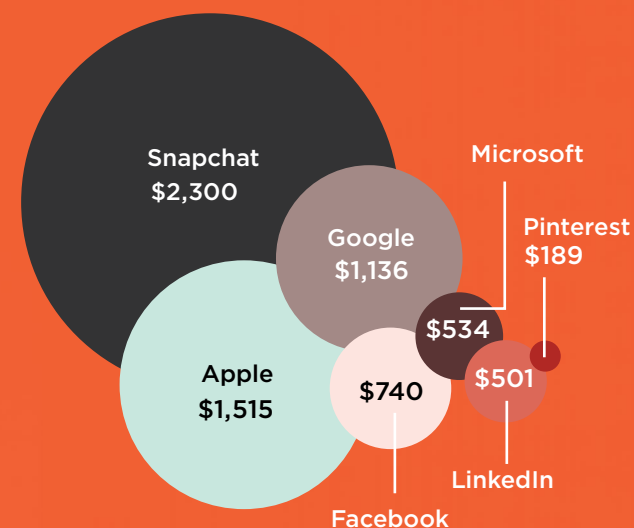 Snapchat
$2,300
Microsoft
Pinterest
$189
Google
$1,136
$534
Apple
$1,515
$740
$501
LinkedIn
Facebook